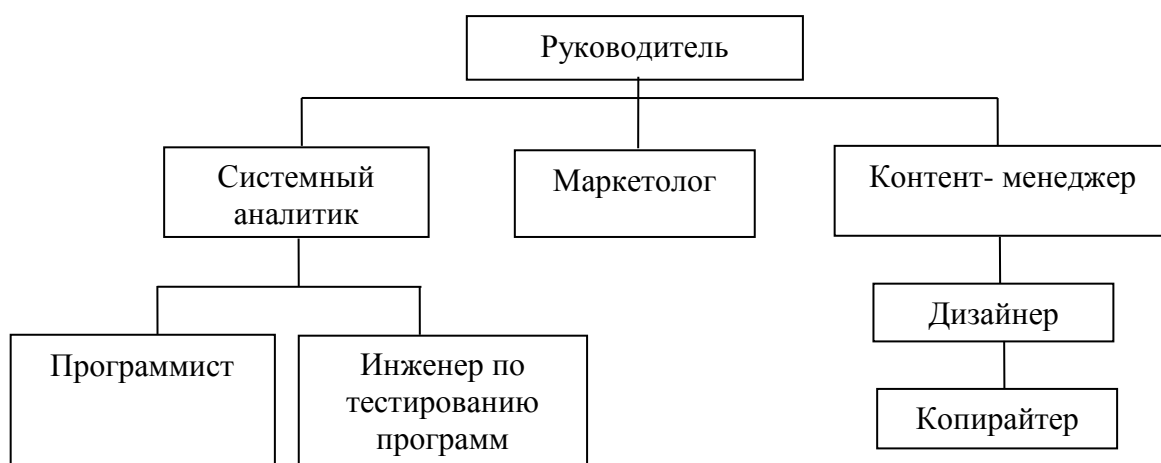 Руководитель
Системный
аналитик
Маркетолог
Контент- менеджер
Дизайнер
Программист
Инженер по
тестированию
программ
Копирайтер